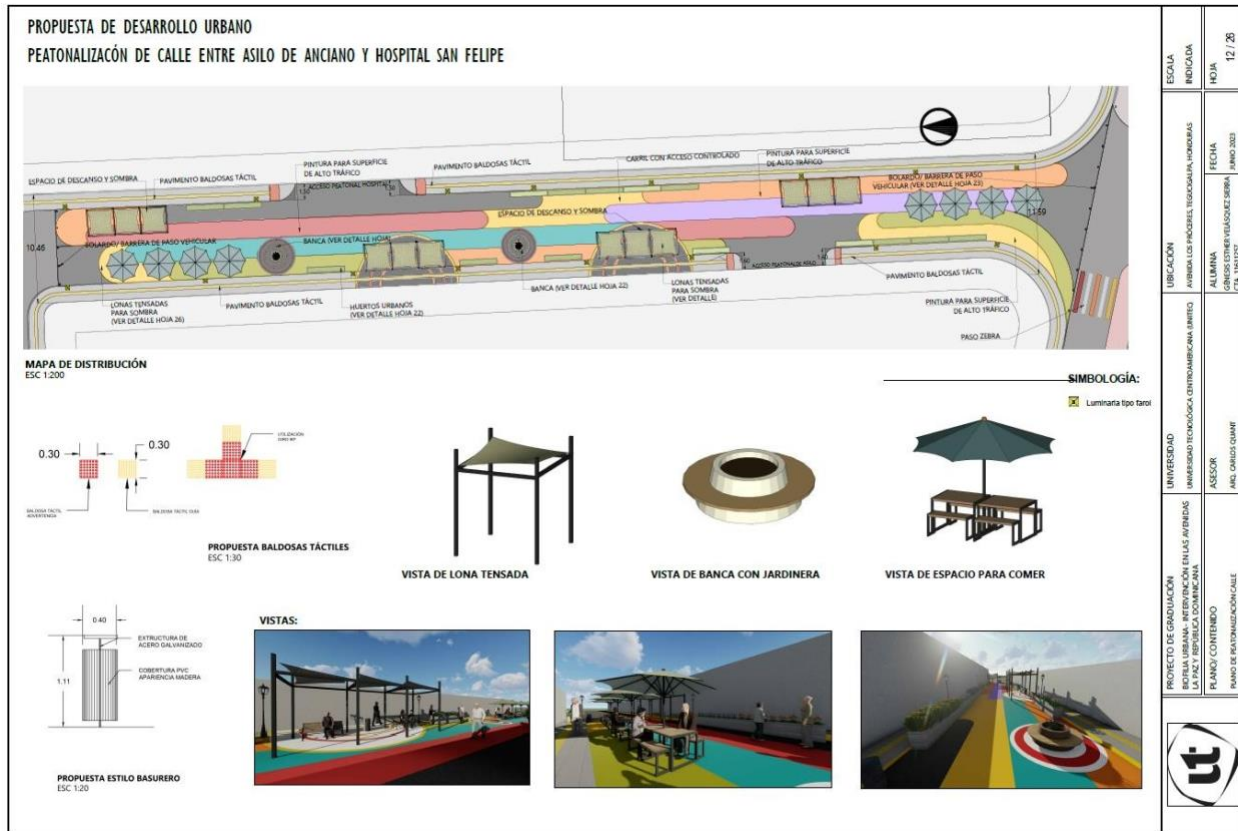 PROPUESTA DE DESARROLLO URBANO
PEATONALIZACÓN DE CALLE ENTRE ASILO DE ANCIANO Y HOSPITAL SAN FELIPE
ESPACIO DE DESCANSO Y SOMBRA
PAVIMENTO BALDOSAS TÁCTIL
PINTURA PARA SUPERFICIE
DE ALTO TRÁFICO
ACCESO PEATONAL HOSPITAL
PAVIMENTO BALDOSAS TÁCTIL
CARRIL CON ACCESO CONTROLADO
PINTURA PARA SUPERFICIE
DE ALTO TRÁFICO
BOLARDO/ BARRERA DE PASO
VEHICULAR (VER DETALLE HOJA 23)
ESPACIO DE DESCANSO Y SOMBRA
10.46
BOLARDO/ BARRERA DE PASO VEHICULAR
BANCA (VER DETALLE HOJA)
11.59
LONAS TENSADAS
PARA SOMBRA
(VER DETALLE HOJA 26)
PAVIMENTO BALDOSAS TÁCTIL
HUERTOS URBANOS
(VER DETALLE HOJA 22)
BANCA (VER DETALLE HOJA 22)
LONAS TENSADAS
PARA SOMBRA
(VER DETALLE)
PAVIMENTO BALDOSAS TÁCTIL
PINTURA PARA SUPERFICIE
DE ALTO TRÁFICO
PASO ZEBRA
MAPA DE DISTRIBUCIÓN
ESC 1:200
SIMBOLOGÍA:
Luminaria tipo farol
0.30
0.30
BALDOSA TÁCTIL
ADVERTENCIA
BALDOSA TÁCTIL GUIA
UTILIZACIÓN
PROPUESTA BALDOSAS TÁCTILES
ESC 1:30
VISTA DE LONA TENSADA
VISTA DE BANCA CON JARDINERA
VISTA DE ESPACIO PARA COMER
0.40
1.11
EXTRUCTURA DE
ACERO GALVANIZADO
COBERTURA PVC
APARIENCIA MADERA
PROPUESTA ESTILO BASURERO
ESC 1:20
VISTAS:
ESCALA
INDICADA
HOJA
12 / 26
UBICACIÓN
AVENIDA LOS PRÓCERES, TEGUCIGALPA, HONDURAS
FECHA
JUNIO 2023
ALUMNA
GÉNESIS ESTHER VELÁSQUEZ SIERRA
UNIVERSIDAD
UNIVERSIDAD TECNOLÓGICA CENTROAMERICANA (UNITEC)
ASESOR
ARQ. CARLOS QUANT
PROYECTO DE GRADUACIÓN
BIOFILIA URBANA- INTERVENCIÓN EN LAS AVENIDAS
LA PAZ Y REPÚBLICA DOMINICANA
PLANO/ CONTENIDO
PLANO DE PEATONALIZACIÓN CALLE